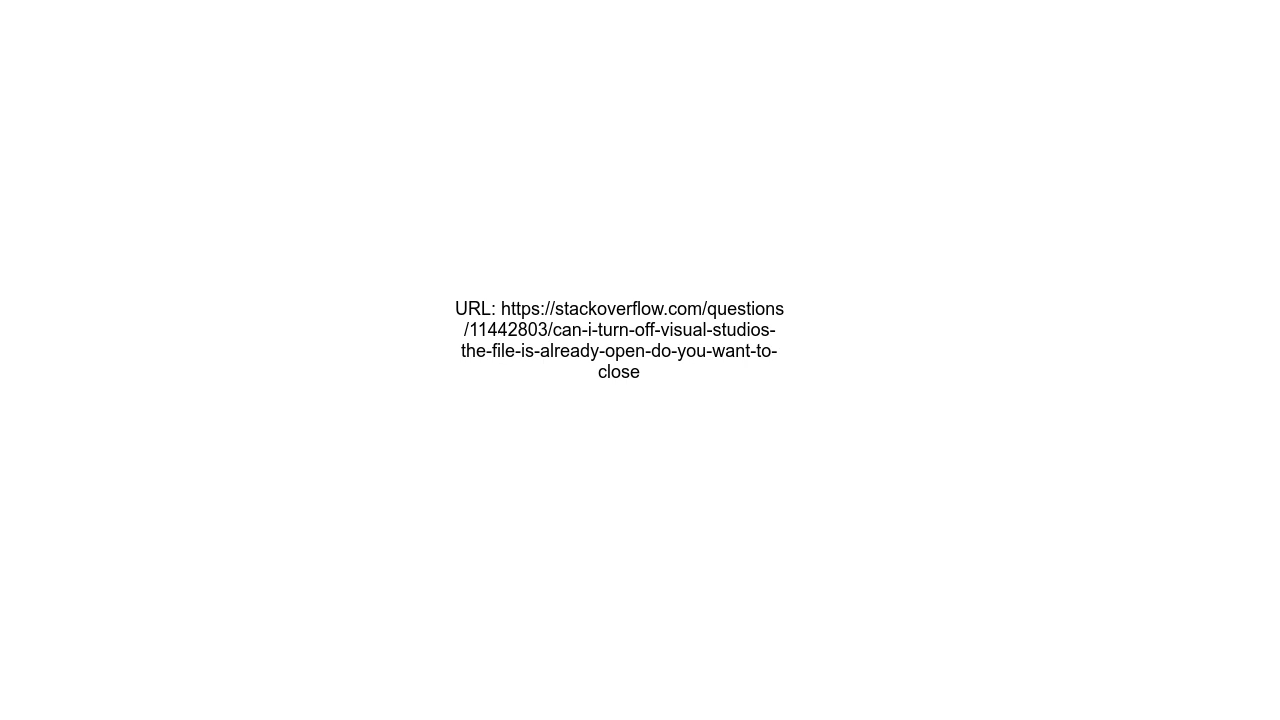 URL: https://stackoverflow.com/questions
/11442803/can-i-turn-off-visual-studios-
the-file-is-already-open-do-you-want-to-
close